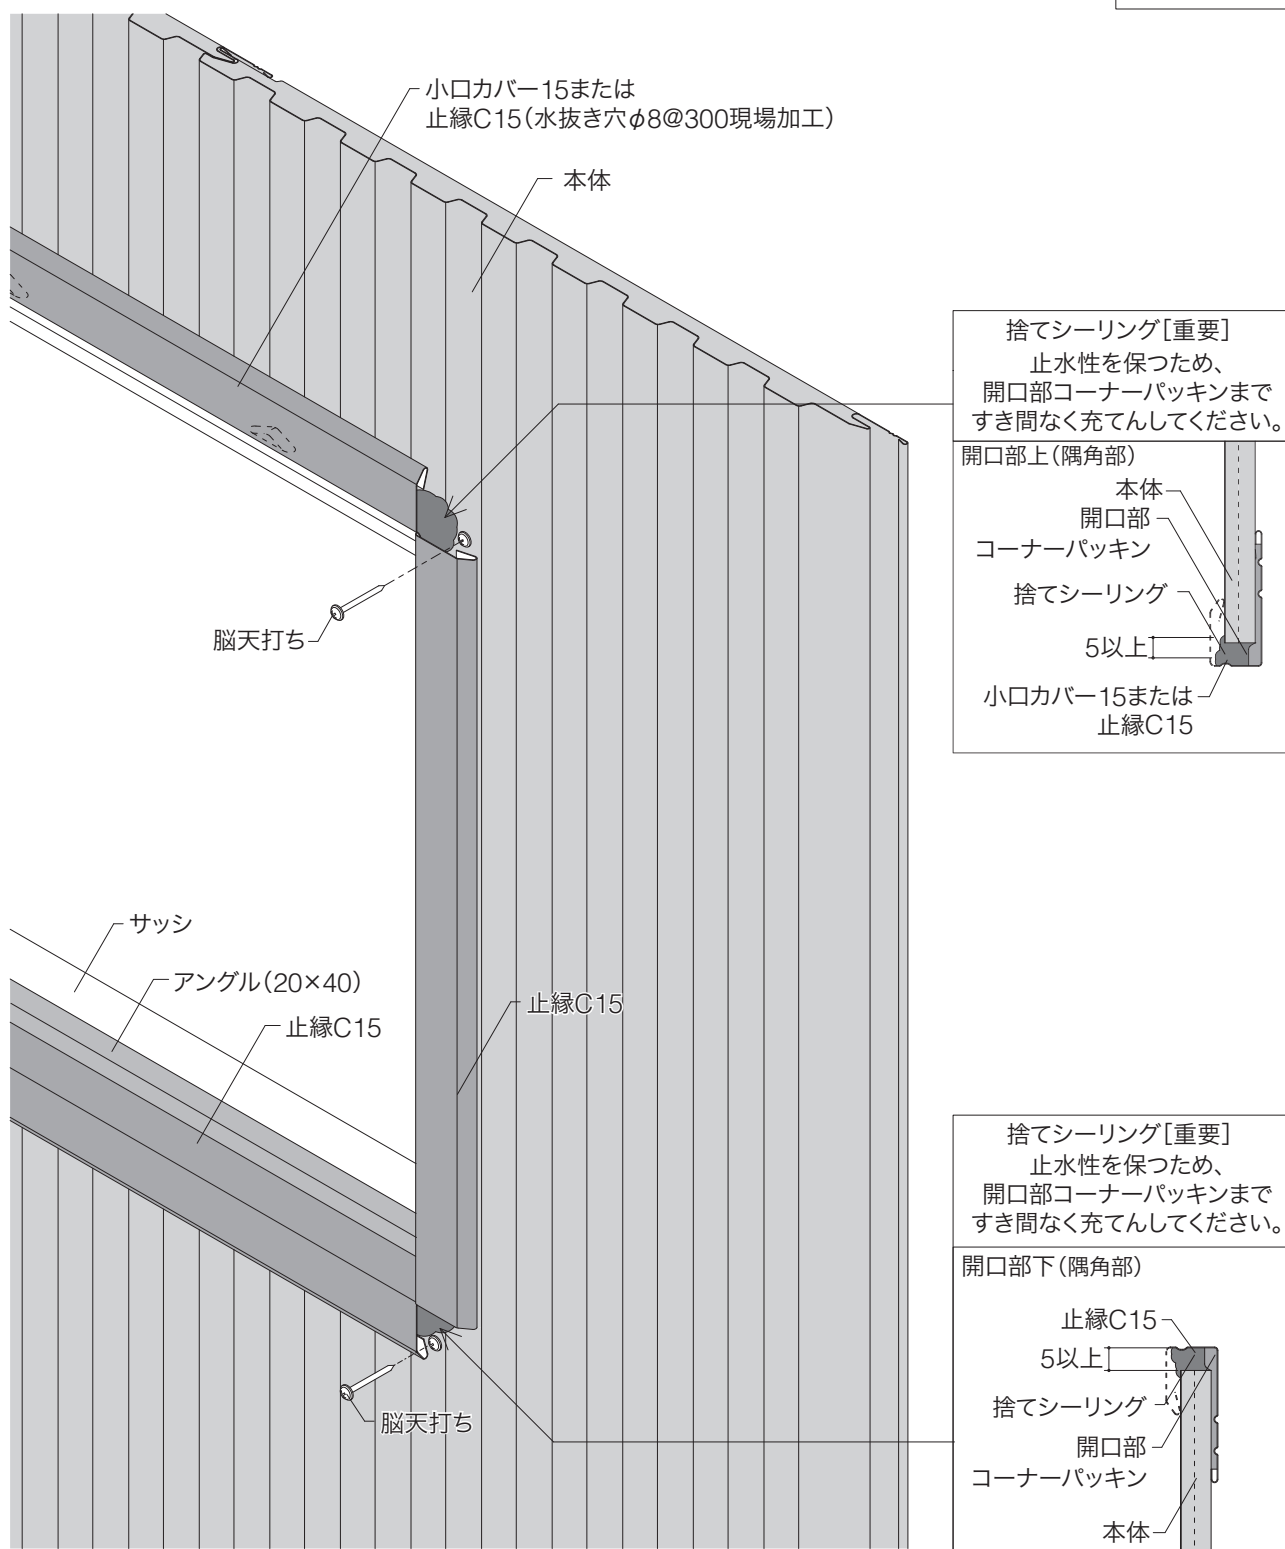 小口カバー15または
止縁C15(水抜き穴φ8@300現場加工)
本体
捨てシーリング[重要]
止水性を保つため、
開口部コーナーパッキンまで
すき間なく充てんしてください。
開口部上(隅角部)
本体
開口部
コーナーパッキン
捨てシーリング
5以上
小口カバー15または
止縁C15
脳天打ち
サッシ
アングル(20×40)
止縁C15
止縁C15
脳天打ち
捨てシーリング[重要]
止水性を保つため、
開口部コーナーパッキンまで
すき間なく充てんしてください。
開口部下(隅角部)
止縁C15
5以上
捨てシーリング
開口部
コーナーパッキン
本体